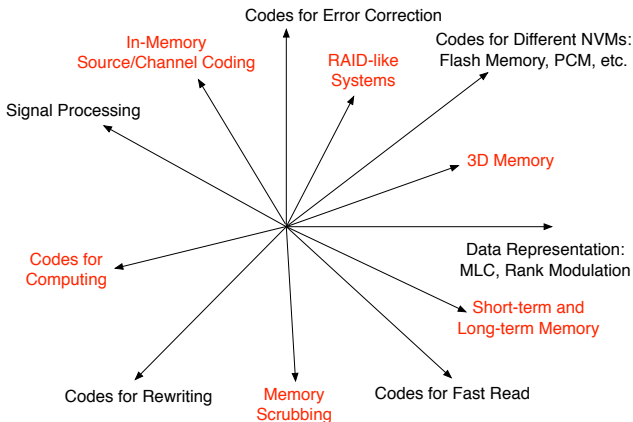 Codes for Error Correction
In-Memory
Source/Channel Coding
RAID-like
Systems
Codes for Different NVMs:
Flash Memory, PCM, etc.
Signal Processing
3D Memory
Data Representation:
MLC, Rank Modulation
Codes for
Computing
Short-term and
Long-term Memory
Codes for Rewriting
Memory
Scrubbing
Codes for Fast Read